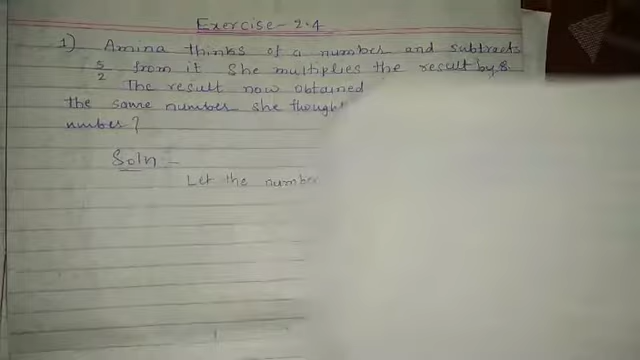 Exercise - 2.4
1) Amina thinks of a number and subtracts
5/2 from it She multiplies the result by 8.
The result now obtained
the same number she thought
number?
Soln -
Let the number